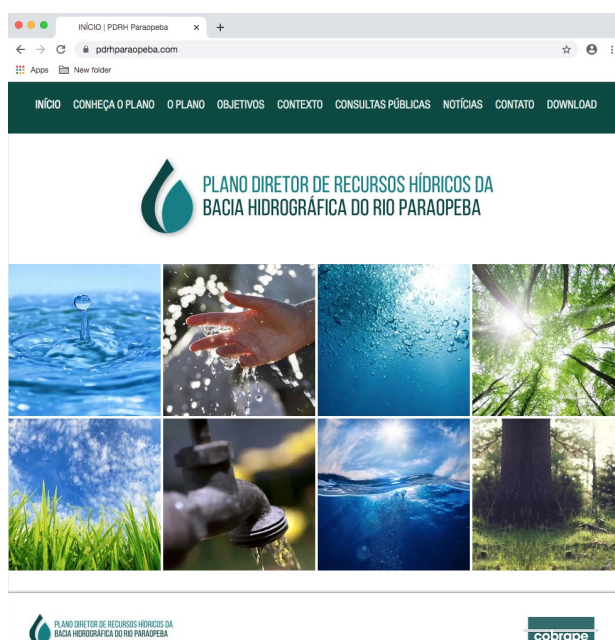 INÍCIO | PDRH Paraopeba
pdrhparaopeba.com
Apps New folder
INÍCIO CONHEÇA O PLANO O PLANO OBJETIVOS CONTEXTO CONSULTAS PÚBLICAS NOTÍCIAS CONTATO DOWNLOAD
PLANO DIRETOR DE RECURSOS HÍDRICOS DA
BACIA HIDROGRÁFICA DO RIO PARAOPEBA
PLANO DIRETOR DE RECURSOS HÍDRICOS DA
BACIA HIDROGRÁFICA DO RIO PARAOPEBA
cobrape